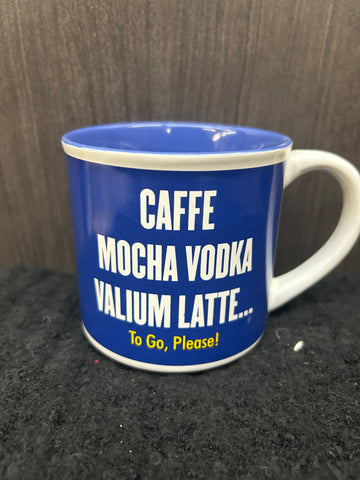 CAFFE
MOCHA VODKA
VALIUM LATTE...
To Go, Please!